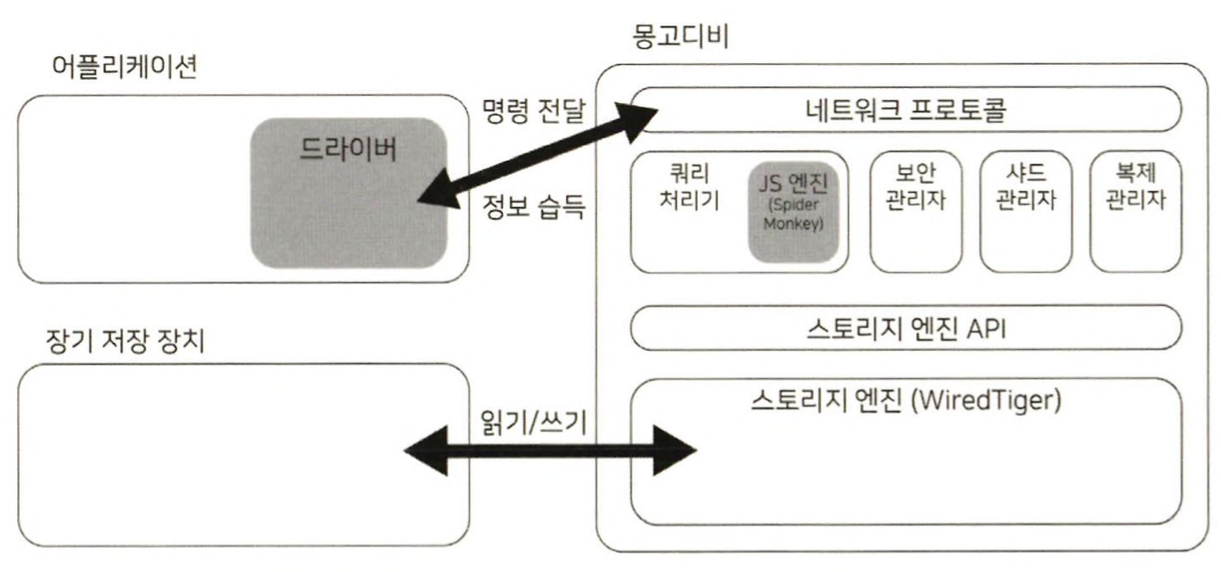 몽고디비
어플리케이션
드라이버
명령 전달
정보 습득
네트워크 프로토콜
쿼리
처리기
JS 엔진
(Spider
Monkey)
보안
관리자
샤드
관리자
복제
관리자
스토리지 엔진 API
장기 저장 장치
읽기/쓰기
스토리지 엔진 (WiredTiger)